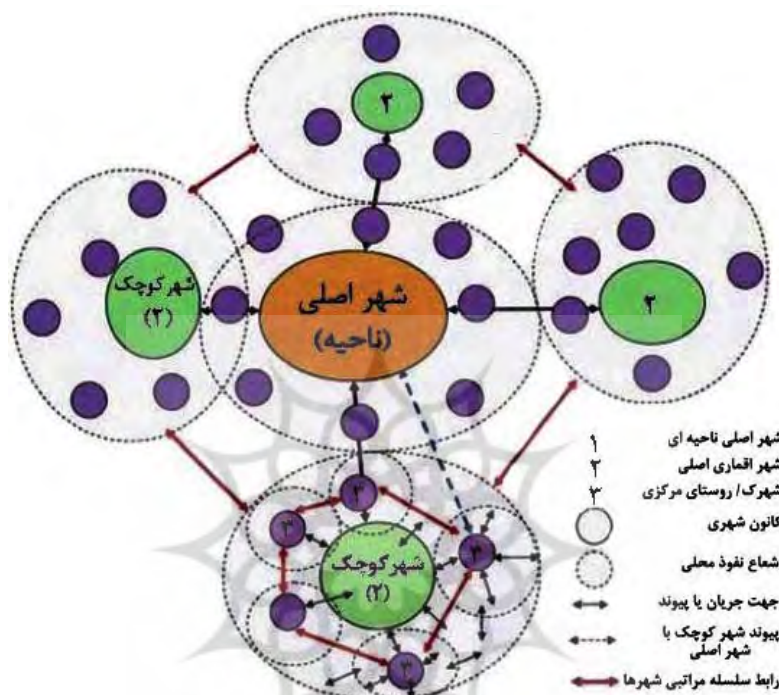 ۲
شهر کوچک
(۲)
شهر اصلی
(ناحیه)
۲
۳
۳
۳
شهر کوچک
(۲)
۳
۱ شهر اصلی ناحیه ای
۲ شهر اقماری اصلی
۳ شهرک/ روستای مرکزی
کانون شهری
شعاع نفوذ محلی
جهت جریان یا پیوند
پیوند شهر کوچک با
شهر اصلی
رابط سلسله مراتبی شهرها